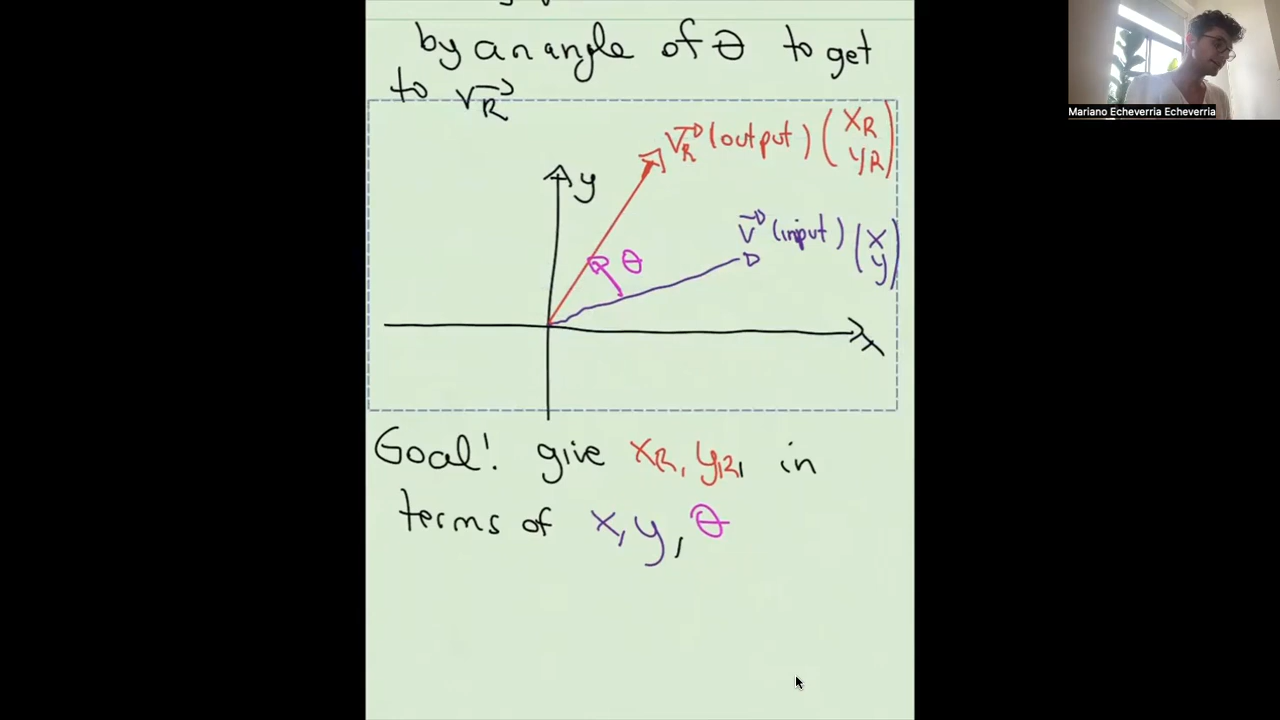 by an angle of θ to get
to V⃗R
V⃗R (output) (xR
yR)
y
V⃗ (input) (x
y)
θ
x
Goal! give xR, yR, in
terms of x, y, θ
Mariano Echeverria Echeverria